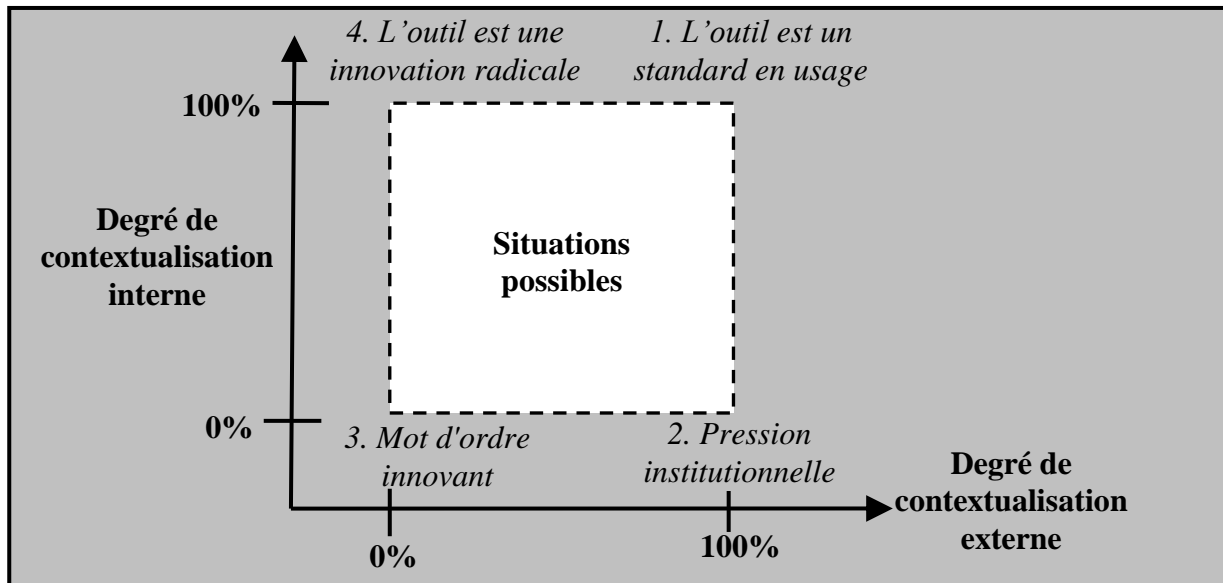 4. L’outil est une
innovation radicale
1. L’outil est un
standard en usage
100%
Degré de
contextualisation
interne
Situations
possibles
0%
3. Mot d'ordre
innovant
2. Pression
institutionnelle
Degré de
contextualisation
externe
0%
100%